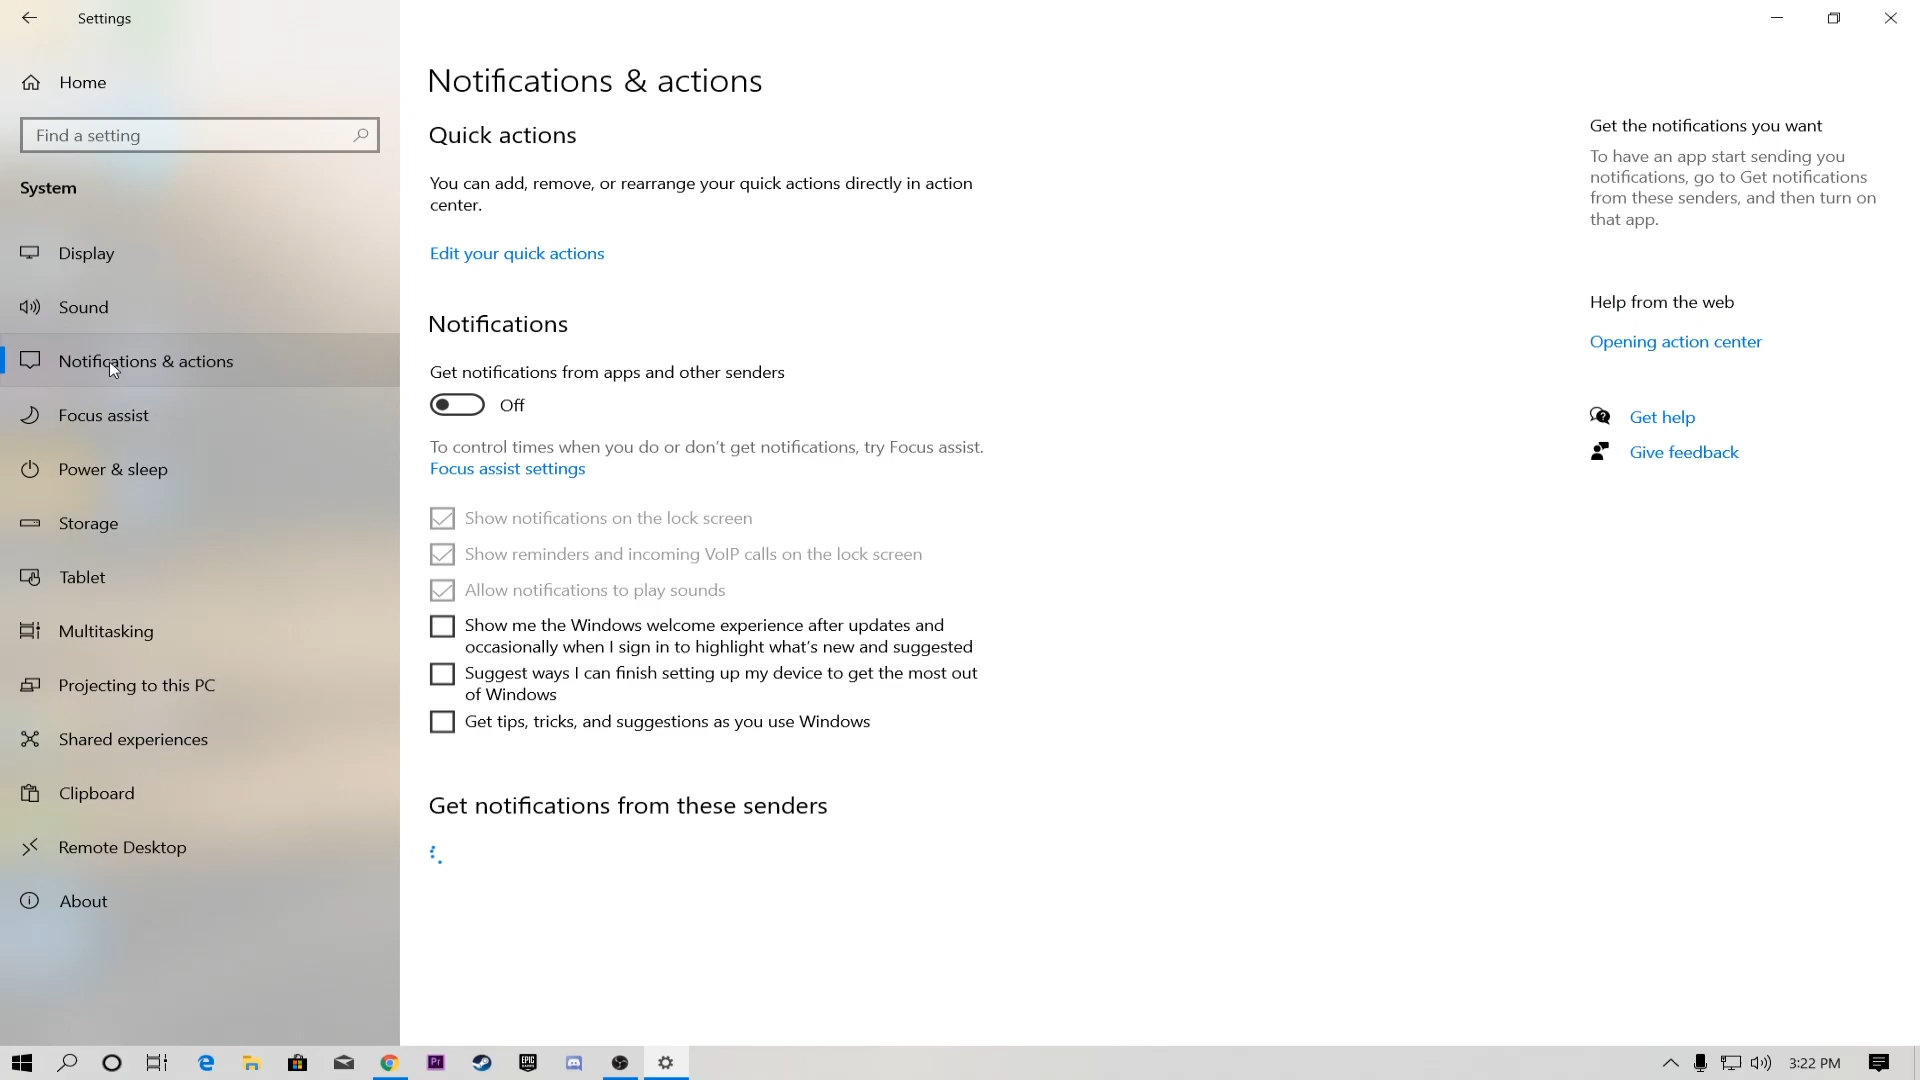 Settings
Home
Find a setting
System
Display
Sound
Notifications & actions
Focus assist
Power & sleep
Storage
Tablet
Multitasking
Projecting to this PC
Shared experiences
Clipboard
Remote Desktop
About
Notifications & actions
Quick actions
You can add, remove, or rearrange your quick actions directly in action
center.
Edit your quick actions
Notifications
Get notifications from apps and other senders
Off
To control times when you do or don't get notifications, try Focus assist.
Focus assist settings
Show notifications on the lock screen
Show reminders and incoming VoIP calls on the lock screen
Allow notifications to play sounds
Show me the Windows welcome experience after updates and
occasionally when I sign in to highlight what's new and suggested
Suggest ways I can finish setting up my device to get the most out
of Windows
Get tips, tricks, and suggestions as you use Windows
Get notifications from these senders
Get the notifications you want
To have an app start sending you
notifications, go to Get notifications
from these senders, and then turn on
that app.
Help from the web
Opening action center
Get help
Give feedback
Pr
EPIC
3:22 PM